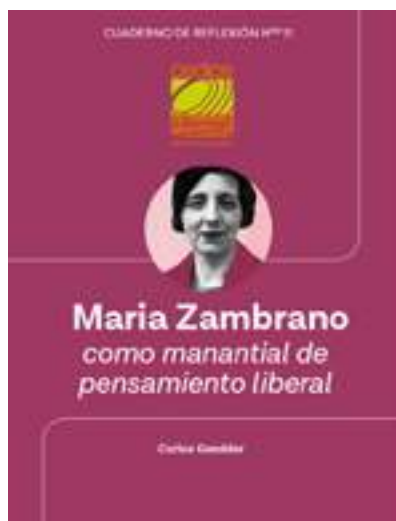 CUADERNO DE REFLEXIÓN
Maria Zambrano
como manantial de
pensamiento liberal
Carlos